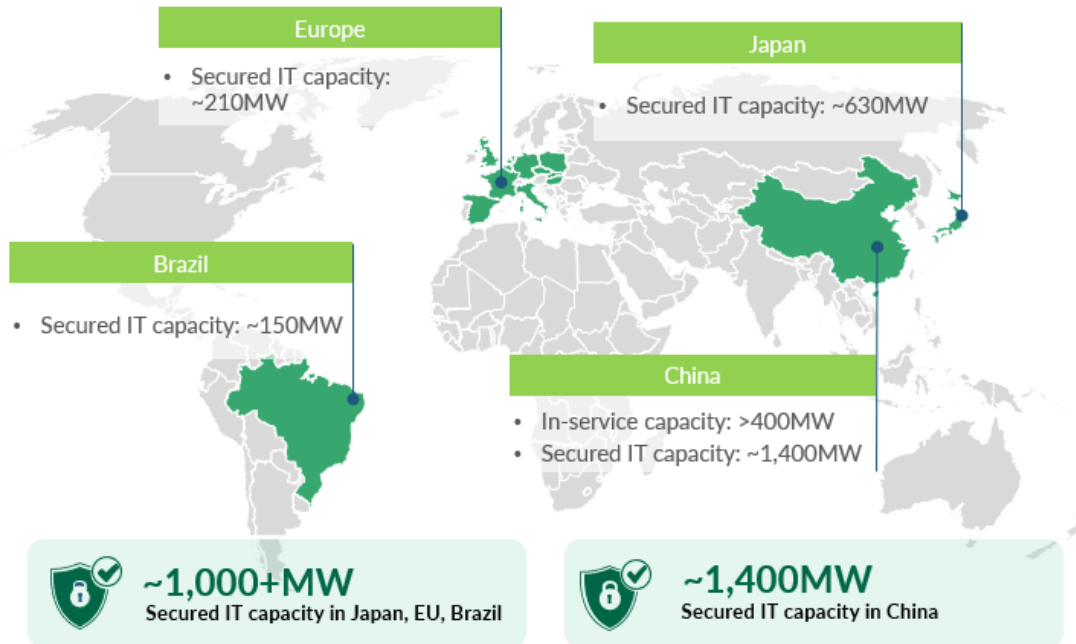 Europe
• Secured IT capacity:
~210MW
Japan
• Secured IT capacity: ~630MW
Brazil
• Secured IT capacity: ~150MW
China
• In-service capacity: >400MW
• Secured IT capacity: ~1,400MW
~1,000+MW
Secured IT capacity in Japan, EU, Brazil
~1,400MW
Secured IT capacity in China